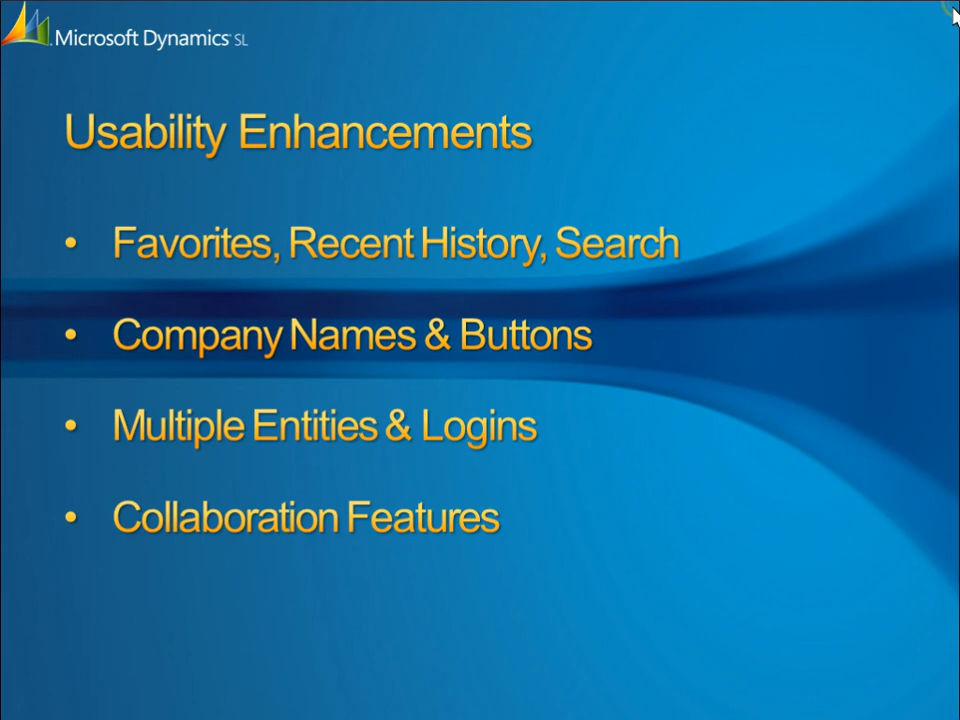 Microsoft Dynamics SL
Usability Enhancements
• Favorites, Recent History, Search
• Company Names & Buttons
• Multiple Entities & Logins
• Collaboration Features